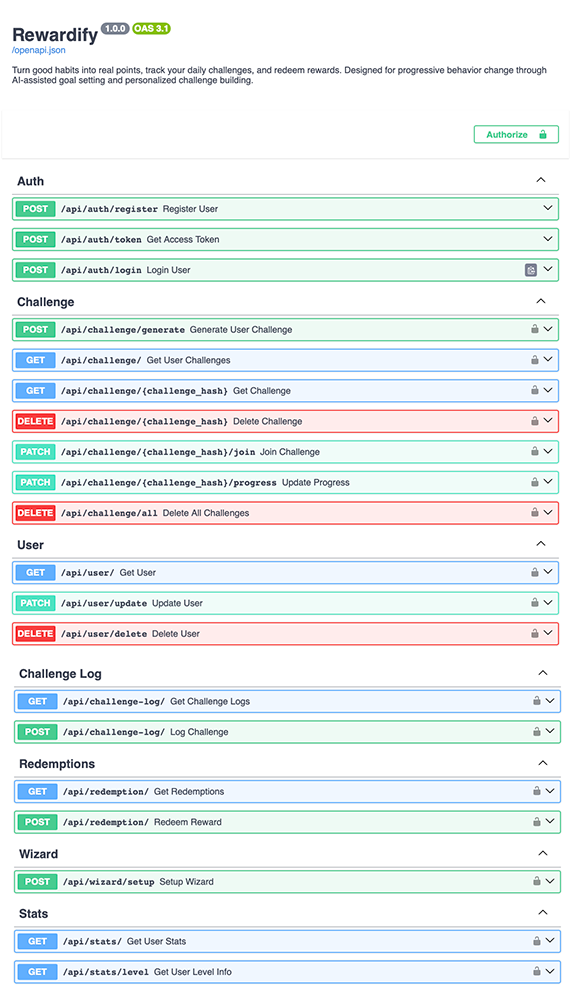 Rewardify 1.0.0 OAS 3.1
/openapi.json
Turn good habits into real points, track your daily challenges, and redeem rewards. Designed for progressive behavior change through
AI-assisted goal setting and personalized challenge building.
Authorize
Auth
POST /api/auth/register Register User
POST /api/auth/token Get Access Token
POST /api/auth/login Login User
Challenge
POST /api/challenge/generate Generate User Challenge
GET /api/challenge/ Get User Challenges
GET /api/challenge/{challenge_hash} Get Challenge
DELETE /api/challenge/{challenge_hash} Delete Challenge
PATCH /api/challenge/{challenge_hash}/join Join Challenge
PATCH /api/challenge/{challenge_hash}/progress Update Progress
DELETE /api/challenge/all Delete All Challenges
User
GET /api/user/ Get User
PATCH /api/user/update Update User
DELETE /api/user/delete Delete User
Challenge Log
GET /api/challenge-log/ Get Challenge Logs
POST /api/challenge-log/ Log Challenge
Redemptions
GET /api/redemption/ Get Redemptions
POST /api/redemption/ Redeem Reward
Wizard
POST /api/wizard/setup Setup Wizard
Stats
GET /api/stats/ Get User Stats
GET /api/stats/level Get User Level Info